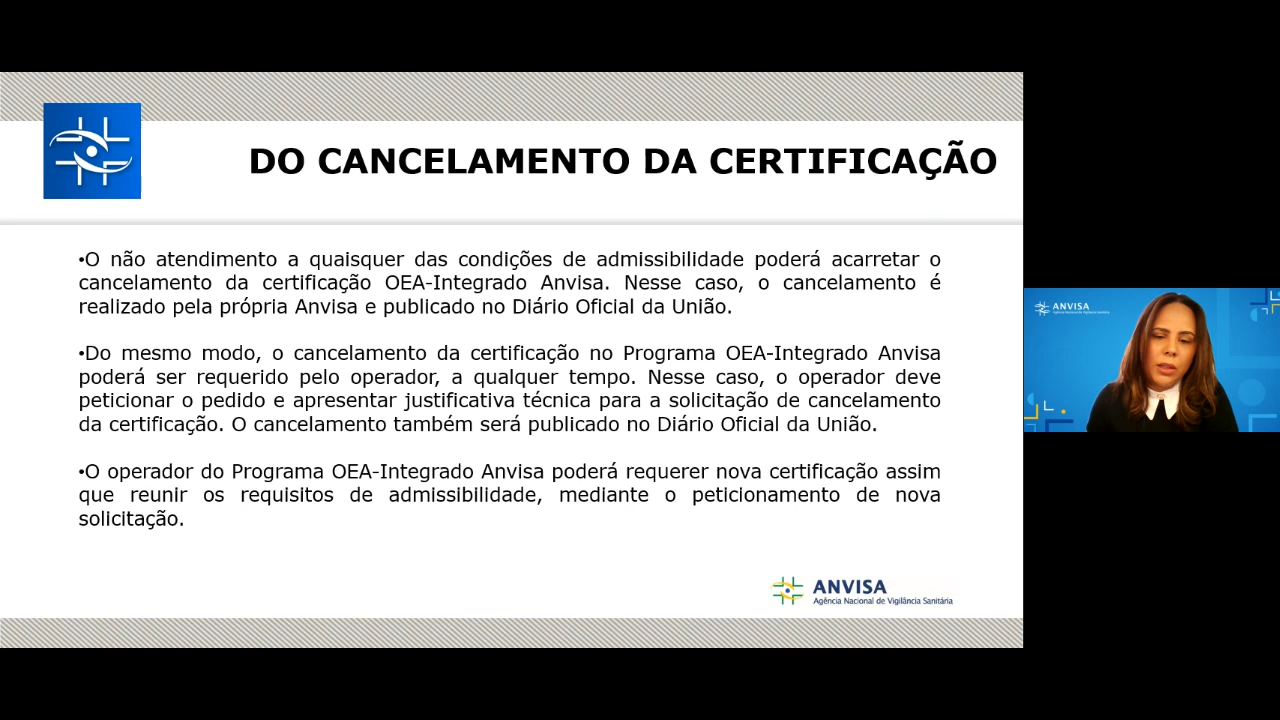 DO CANCELAMENTO DA CERTIFICAÇÃO
•O não atendimento a quaisquer das condições de admissibilidade poderá acarretar o
cancelamento da certificação OEA-Integrado Anvisa. Nesse caso, o cancelamento é
realizado pela própria Anvisa e publicado no Diário Oficial da União.
•Do mesmo modo, o cancelamento da certificação no Programa OEA-Integrado Anvisa
poderá ser requerido pelo operador, a qualquer tempo. Nesse caso, o operador deve
peticionar o pedido e apresentar justificativa técnica para a solicitação de cancelamento
da certificação. O cancelamento também será publicado no Diário Oficial da União.
•O operador do Programa OEA-Integrado Anvisa poderá requerer nova certificação assim
que reunir os requisitos de admissibilidade, mediante o peticionamento de nova
solicitação.
ANVISA
Agência Nacional de Vigilância Sanitária
ANVISA
Agência Nacional de Vigilância Sanitária